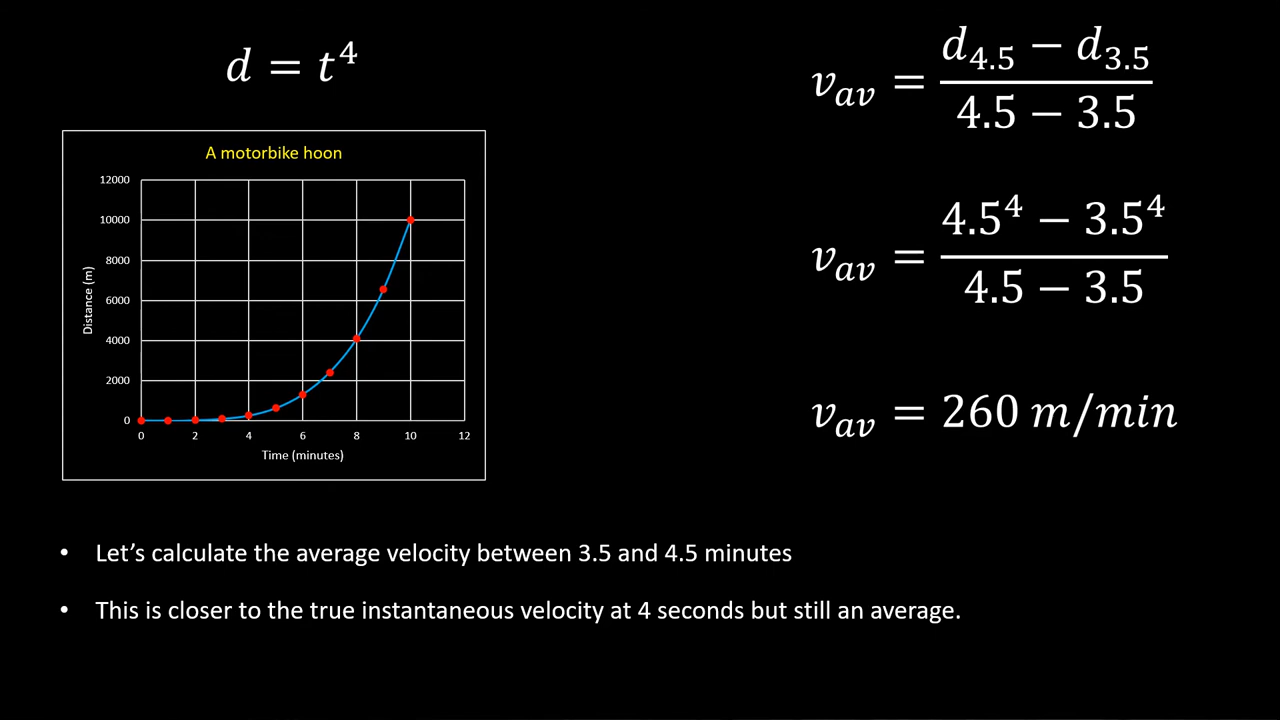 d = t⁴
A motorbike hoon
12000
10000
8000
6000
4000
2000
0
0 2 4 6 8 10 12
Distance (m)
Time (minutes)
v_av = (d_4.5 − d_3.5) / (4.5 − 3.5)
v_av = (4.5⁴ − 3.5⁴) / (4.5 − 3.5)
v_av = 260 m/min
• Let’s calculate the average velocity between 3.5 and 4.5 minutes
• This is closer to the true instantaneous velocity at 4 seconds but still an average.